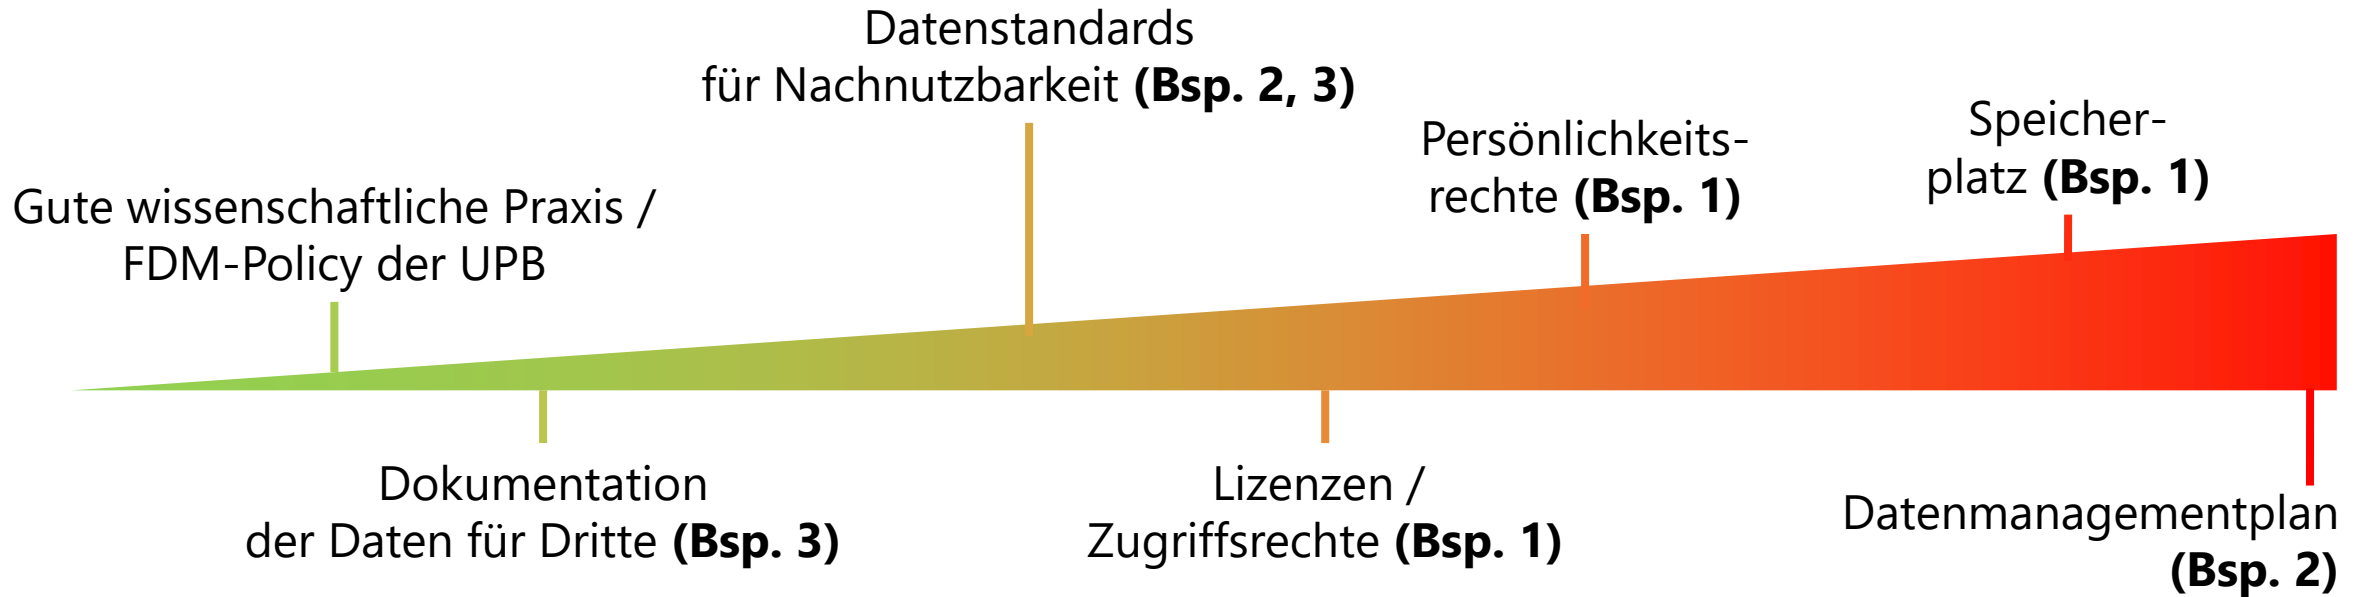 Datenstandards
für Nachnutzbarkeit (Bsp. 2, 3)
Speicher-
platz (Bsp. 1)
Persönlichkeits-
rechte (Bsp. 1)
Gute wissenschaftliche Praxis /
FDM-Policy der UPB
Dokumentation
der Daten für Dritte (Bsp. 3)
Lizenzen /
Zugriffsrechte (Bsp. 1)
Datenmanagementplan
(Bsp. 2)